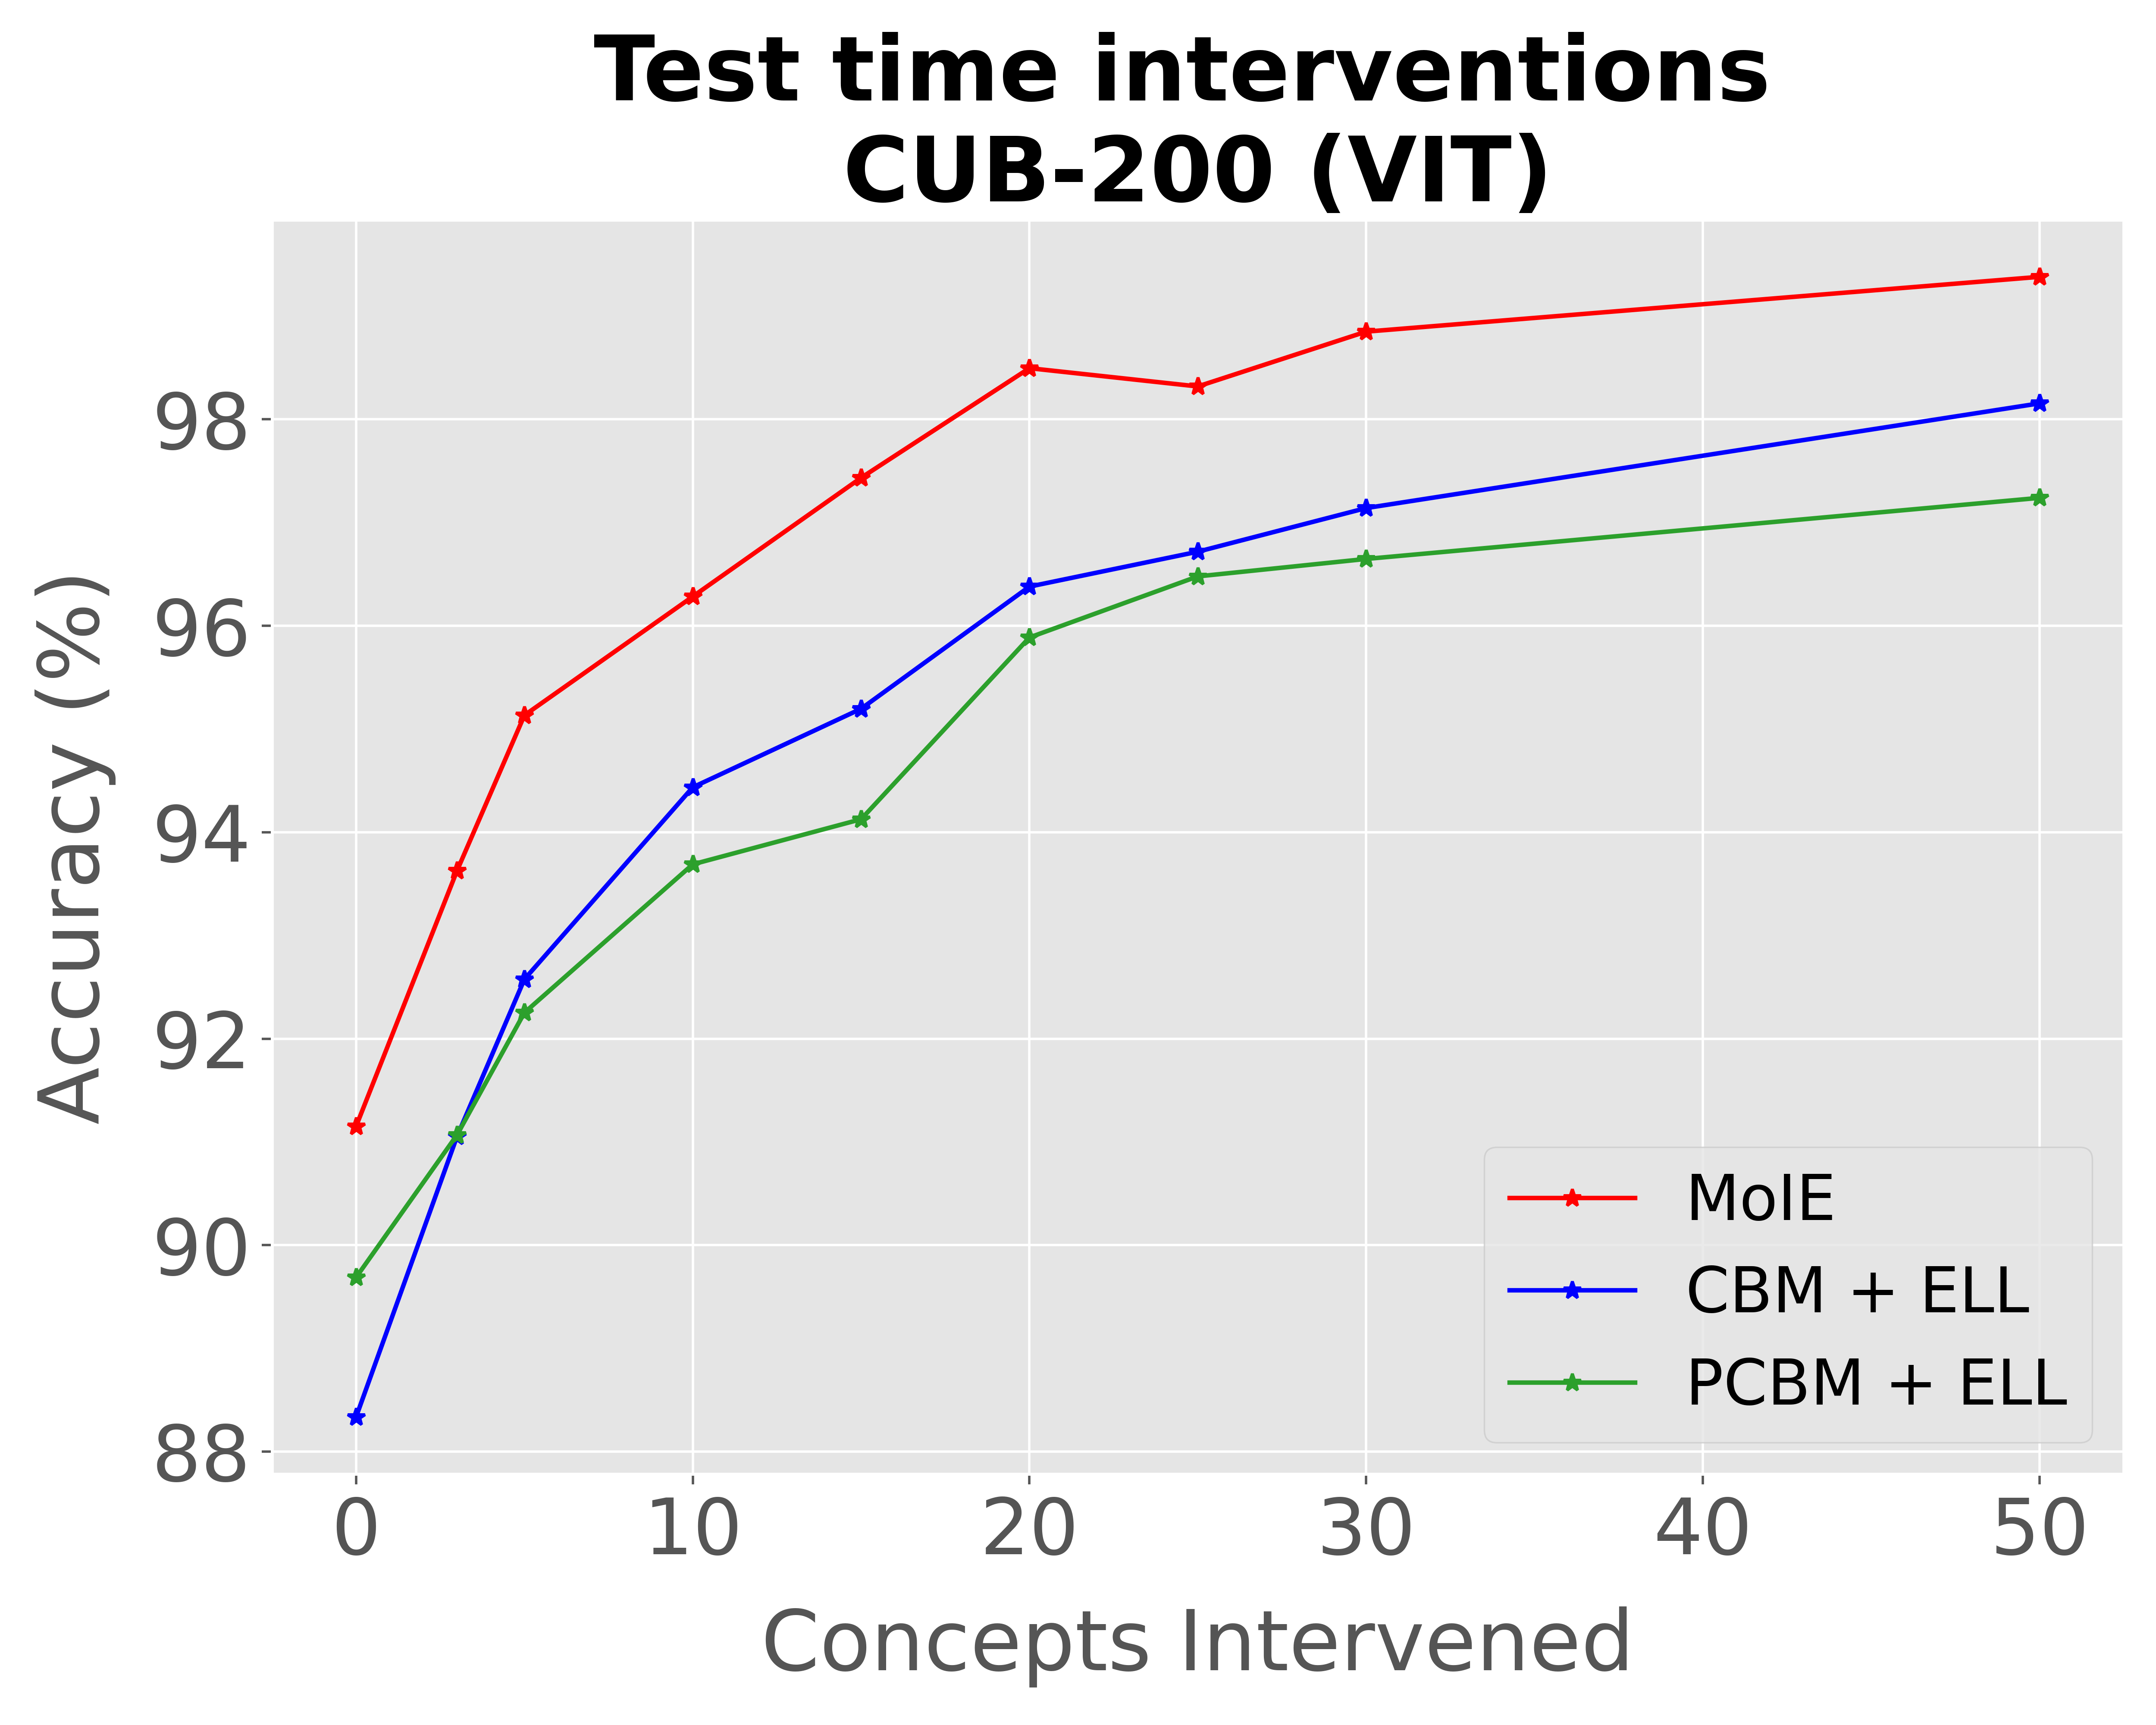 Test time interventions
CUB-200 (VIT)
Accuracy (%)
98
96
94
92
90
88
0 10 20 30 40 50
Concepts Intervened
MoIE
CBM + ELL
PCBM + ELL